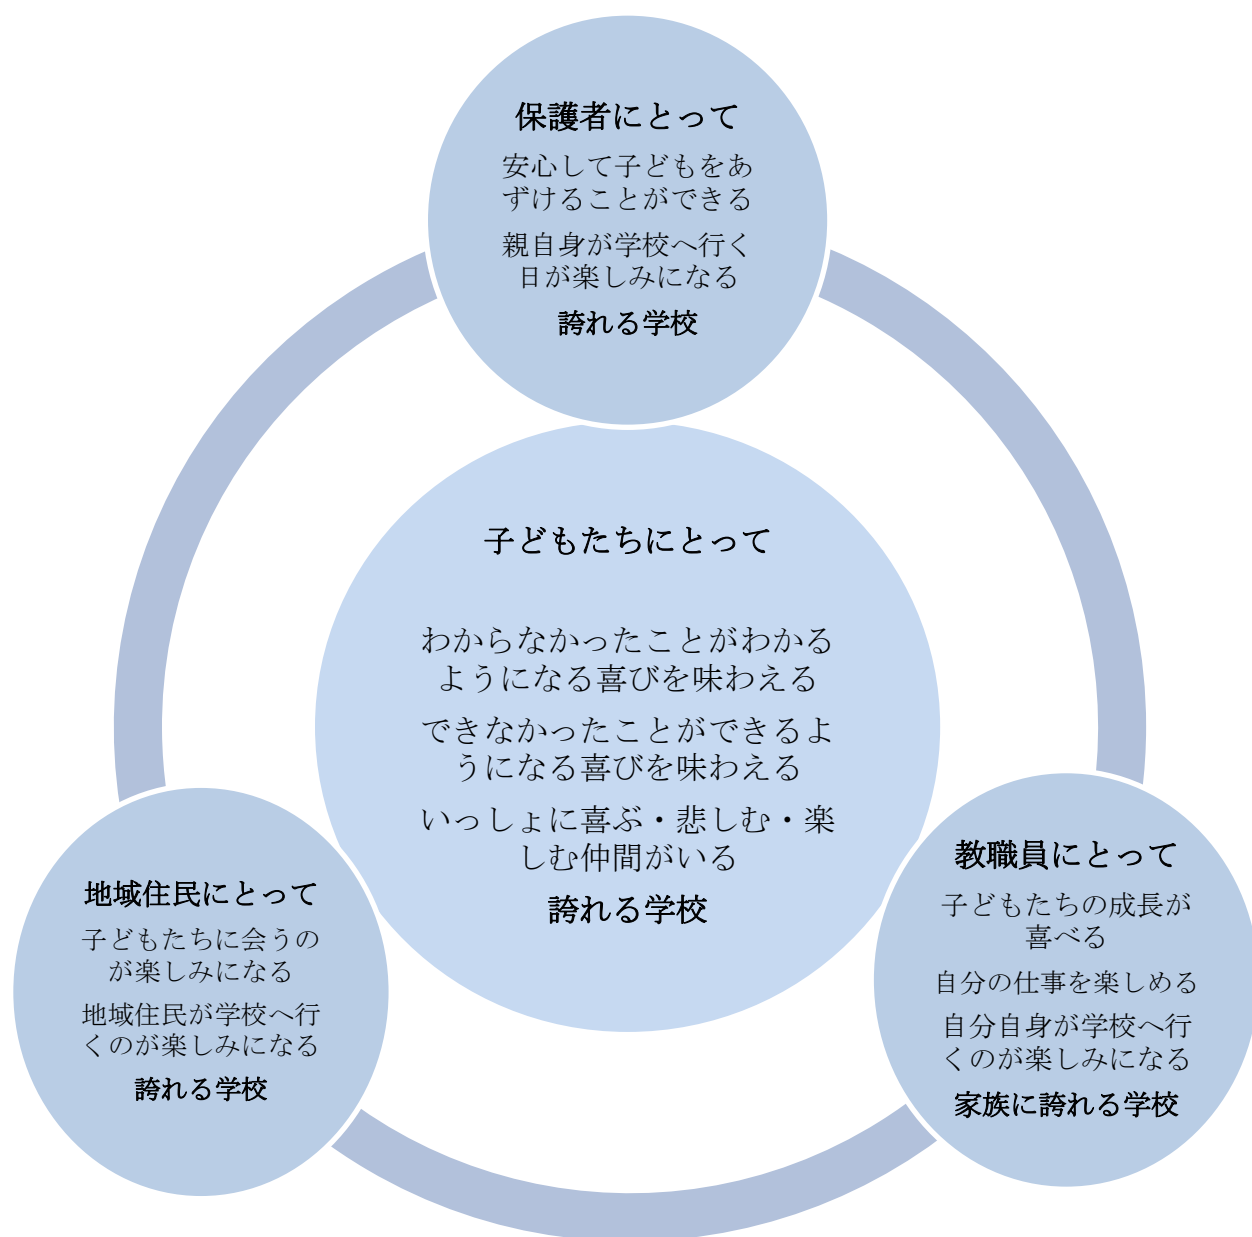 保護者にとって
安心して子どもをあ
ずけることができる
親自身が学校へ行く
日が楽しみになる
誇れる学校
子どもたちにとって
わからなかったことがわかる
ようになる喜びを味わえる
できなかったことができるよ
うになる喜びを味わえる
いっしょに喜ぶ・悲しむ・楽
しむ仲間がいる
誇れる学校
地域住民にとって
子どもたちに会うの
が楽しみになる
地域住民が学校へ行
くのが楽しみになる
誇れる学校
教職員にとって
子どもたちの成長が
喜べる
自分の仕事を楽しめる
自分自身が学校へ行
くのが楽しみになる
家族に誇れる学校